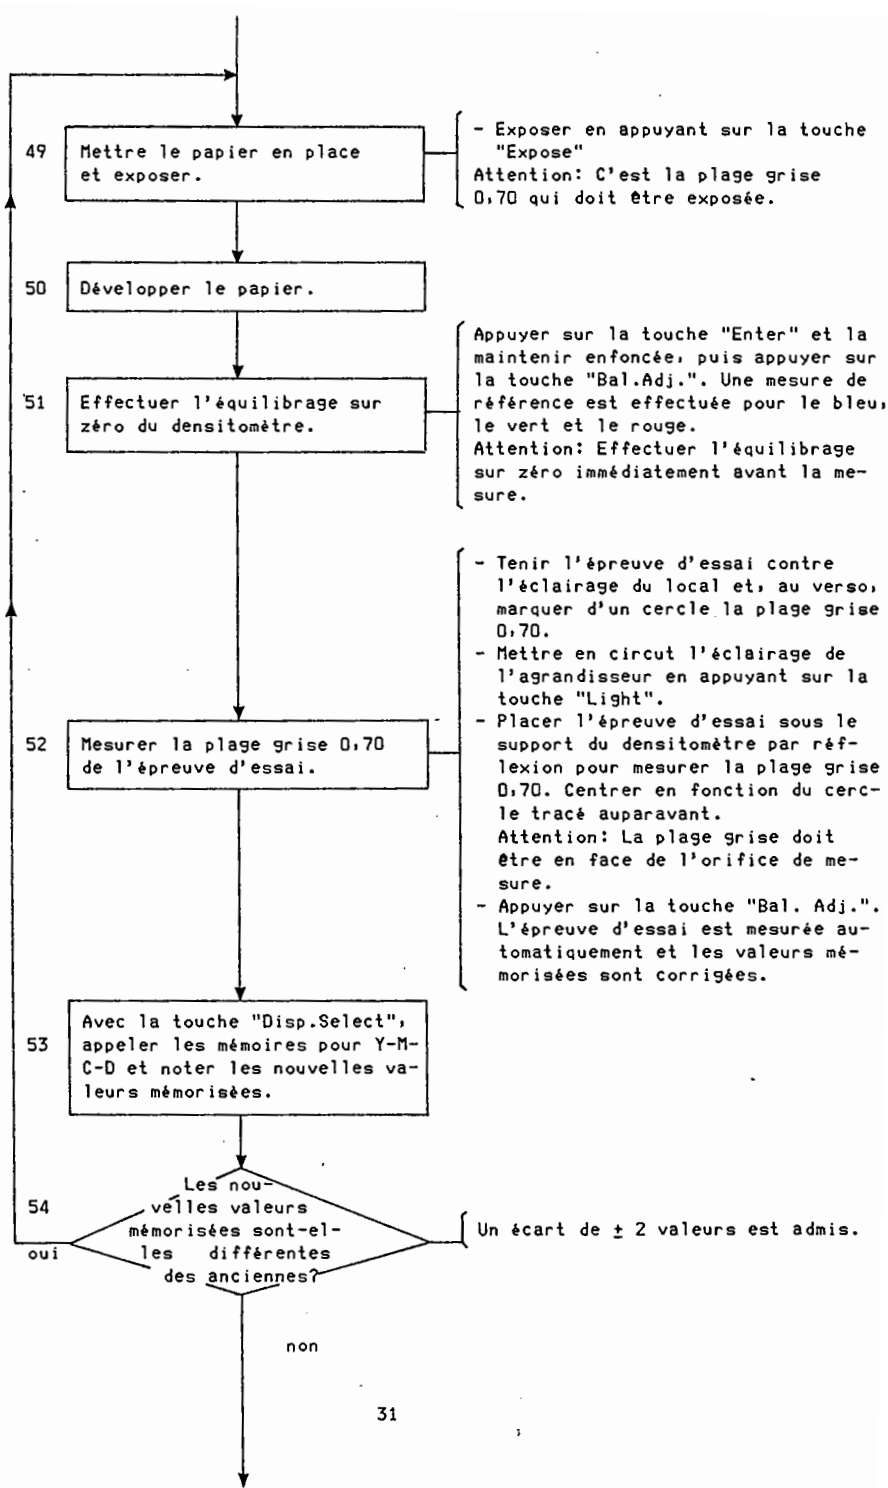 49
Mettre le papier en place
et exposer.
- Exposer en appuyant sur la touche
"Expose"
Attention: C'est la plage grise
0,70 qui doit être exposée.
50
Développer le papier.
51
Effectuer l'équilibrage sur
zéro du densitomètre.
Appuyer sur la touche "Enter" et la
maintenir enfoncée, puis appuyer sur
la touche "Bal.Adj.". Une mesure de
référence est effectuée pour le bleu,
le vert et le rouge.
Attention: Effectuer l'équilibrage
sur zéro immédiatement avant la me-
sure.
52
Mesurer la plage grise 0,70
de l'épreuve d'essai.
- Tenir l'épreuve d'essai contre
l'éclairage du local et, au verso,
marquer d'un cercle la plage grise
0,70.
- Mettre en circut l'éclairage de
l'agrandisseur en appuyant sur la
touche "Light".
- Placer l'épreuve d'essai sous le
support du densitomètre par réf-
lexion pour mesurer la plage grise
0,70. Centrer en fonction du cerc-
le tracé auparavant.
Attention: La plage grise doit
être en face de l'orifice de me-
sure.
- Appuyer sur la touche "Bal. Adj.".
L'épreuve d'essai est mesurée au-
tomatiquement et les valeurs mé-
morisées sont corrigées.
53
Avec la touche "Disp.Select",
appeler les mémoires pour Y-M-
C-D et noter les nouvelles va-
leurs mémorisées.
54
Les nou-
velles valeurs
mémorisées sont-el-
les différentes
des anciennes?
Un écart de ± 2 valeurs est admis.
oui
non
31